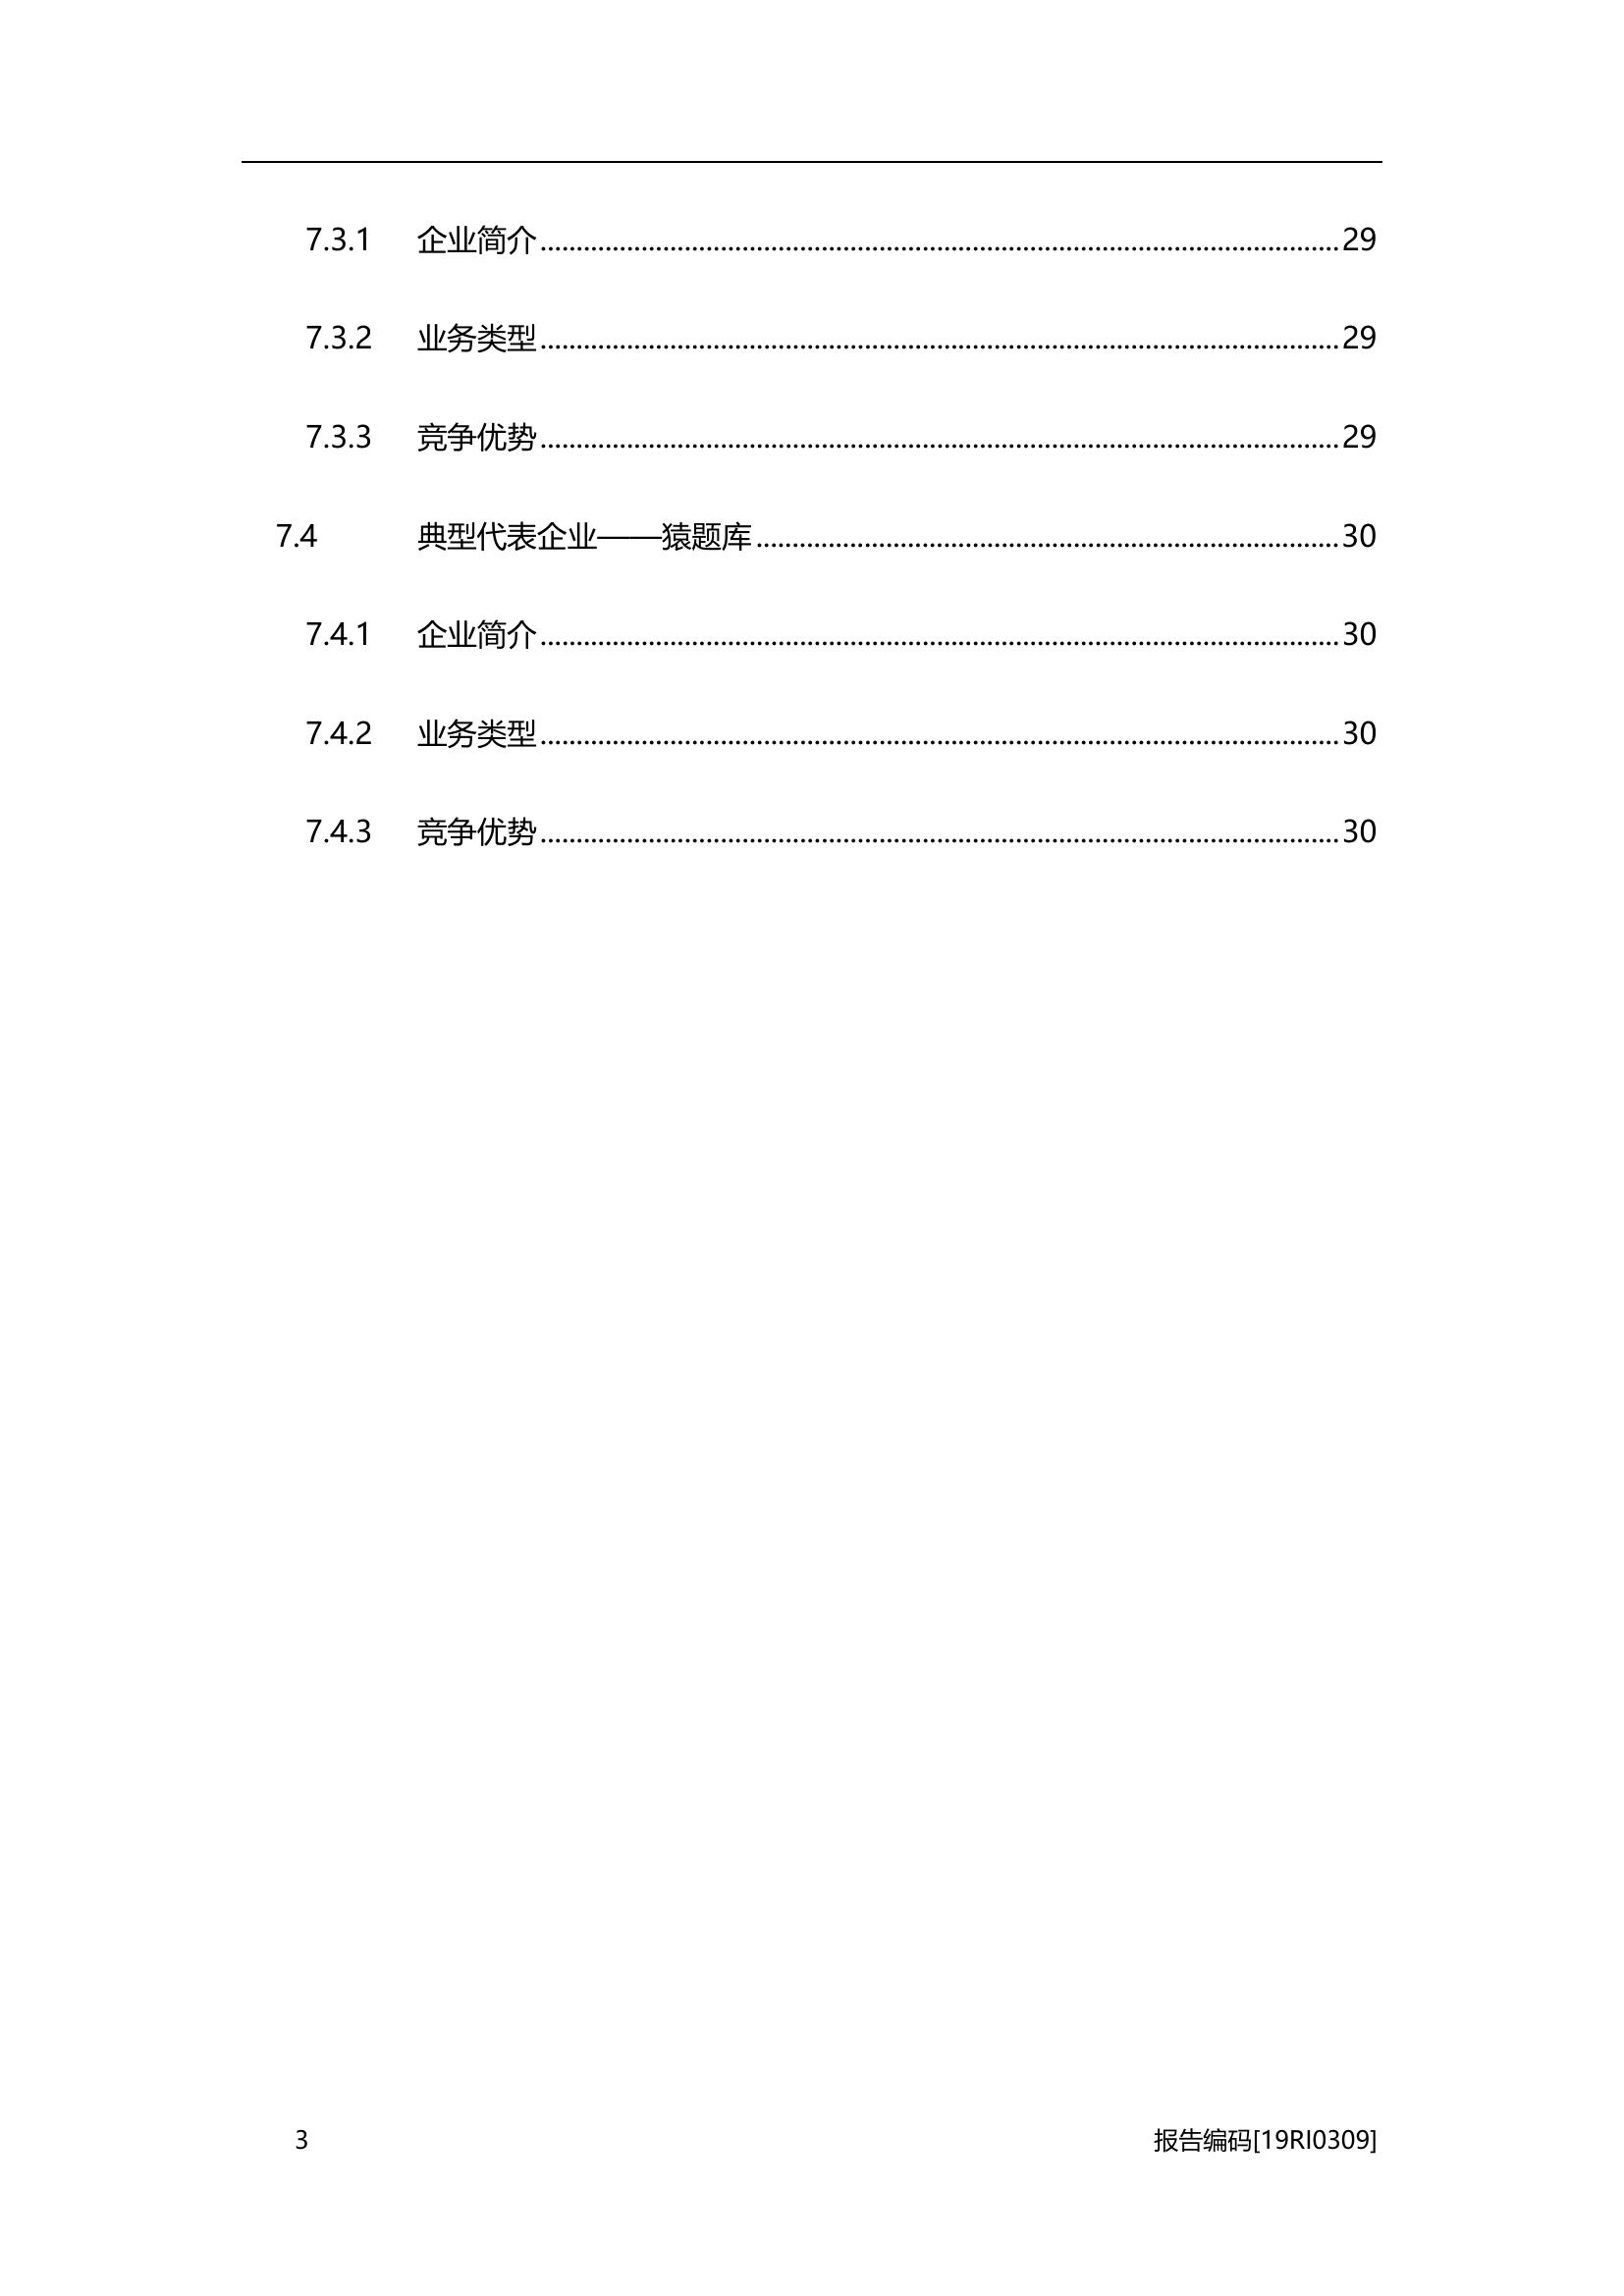 7.3.1 企业简介 ........ 29
7.3.2 业务类型 ........ 29
7.3.3 竞争优势 ........ 29
7.4 典型代表企业——猿题库 ........ 30
7.4.1 企业简介 ........ 30
7.4.2 业务类型 ........ 30
7.4.3 竞争优势 ........ 30
3 报告编码[19RI0309]